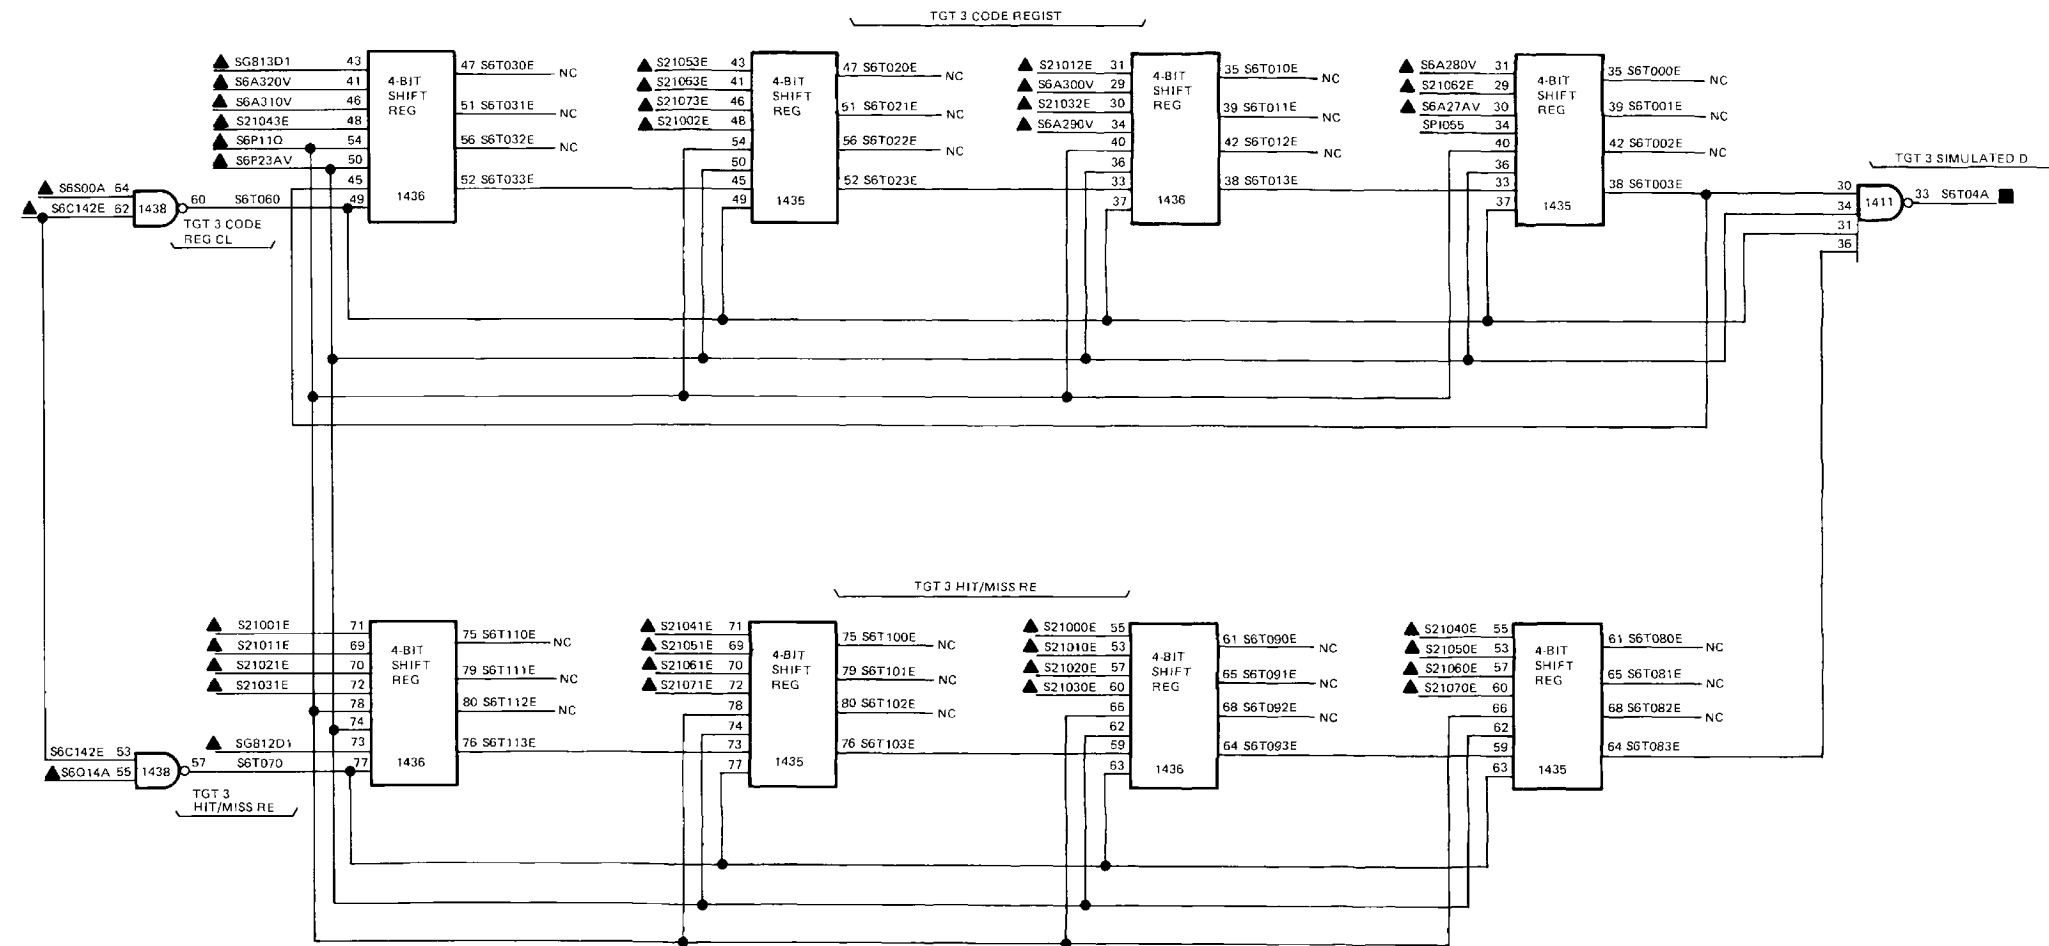 TGT 3 CODE REGIST
SG813D1 43
S6A320V 41
S6A310V 46
S21043E 48
S6P11Q 54
S6P23AV 50
45
49
4-BIT
SHIFT
REG
1436
47 S6T030E NC
51 S6T031E NC
56 S6T032E NC
52 S6T033E
S21053E 43
S21063E 41
S21073E 46
S21002E 48
54
50
45
49
4-BIT
SHIFT
REG
1435
47 S6T020E NC
51 S6T021E NC
56 S6T022E NC
52 S6T023E
S21012E 31
S6A300V 29
S21032E 30
S6A290V 34
40
36
33
37
4-BIT
SHIFT
REG
1436
35 S6T010E NC
39 S6T011E NC
42 S6T012E NC
38 S6T013E
S6A280V 31
S21062E 29
S6A27AV 30
SPI055 34
40
36
33
37
4-BIT
SHIFT
REG
1435
35 S6T000E NC
39 S6T001E NC
42 S6T002E NC
38 S6T003E
TGT 3 SIMULATED D
30
34
31
36
1411
33 S6T04A
S6S00A 64
S6C142E 62
1438
60 S6T060
TGT 3 CODE
REG CL
TGT 3 HIT/MISS RE
S21001E 71
S21011E 69
S21021E 70
S21031E 72
78
74
SG812D1 73
77
4-BIT
SHIFT
REG
1436
75 S6T110E NC
79 S6T111E NC
80 S6T112E NC
76 S6T113E
S21041E 71
S21051E 69
S21061E 70
S21071E 72
78
74
73
77
4-BIT
SHIFT
REG
1435
75 S6T100E NC
79 S6T101E NC
80 S6T102E NC
76 S6T103E
S21000E 55
S21010E 53
S21020E 57
S21030E 60
66
62
59
63
4-BIT
SHIFT
REG
1436
61 S6T090E NC
65 S6T091E NC
68 S6T092E NC
64 S6T093E
S21040E 55
S21050E 53
S21060E 57
S21070E 60
66
62
59
63
4-BIT
SHIFT
REG
1435
61 S6T080E NC
65 S6T081E NC
68 S6T082E NC
64 S6T083E
S6C142E 53
S6Q14A 55
1438
57 S6T070
TGT 3
HIT/MISS RE